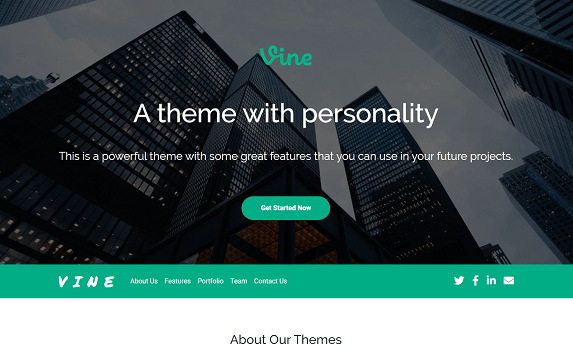 Vine
A theme with personality
This is a powerful theme with some great features that you can use in your future projects.
Get Started Now
VINE About Us Features Portfolio Team Contact Us
About Our Themes